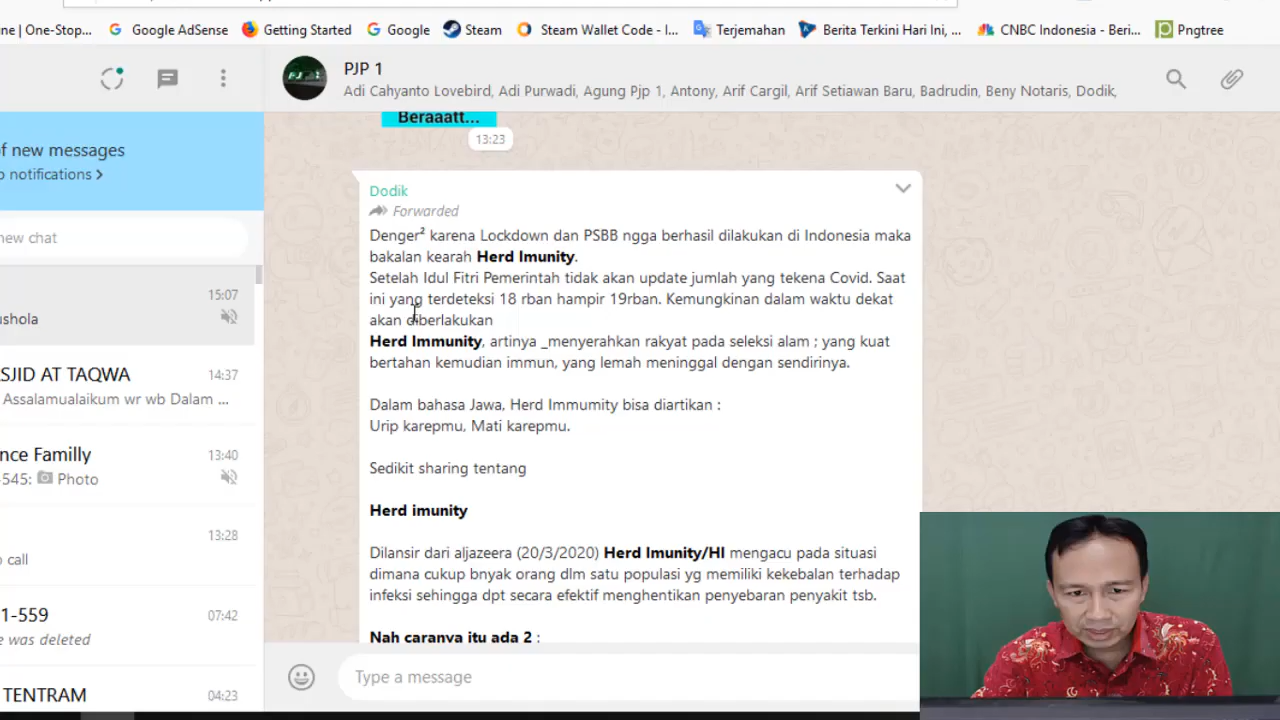 ne | One-Stop...
Google AdSense
Getting Started
Google
Steam
Steam Wallet Code - I...
Terjemahan
Berita Terkini Hari Ini, ...
CNBC Indonesia - Beri...
Pngtree
PJP 1
Adi Cahyanto Lovebird, Adi Purwadi, Agung Pjp 1, Antony, Arif Cargil, Arif Setiawan Baru, Badrudin, Beny Notaris, Dodik,
of new messages
notifications
new chat
15:07
ushola
SJID AT TAQWA
14:37
Assalamualaikum wr wb Dalam ...
nce Familly
13:40
-545: Photo
13:28
call
1-559
07:42
e was deleted
TENTRAM
04:23
Beraaatt...
13:23
Dodik
Forwarded
Denger² karena Lockdown dan PSBB ngga berhasil dilakukan di Indonesia maka
bakalan kearah Herd Imunity.
Setelah Idul Fitri Pemerintah tidak akan update jumlah yang tekena Covid. Saat
ini yang terdeteksi 18 rban hampir 19rban. Kemungkinan dalam waktu dekat
akan diberlakukan
Herd Immunity, artinya _menyerahkan rakyat pada seleksi alam ; yang kuat
bertahan kemudian immun, yang lemah meninggal dengan sendirinya.
Dalam bahasa Jawa, Herd Immumity bisa diartikan :
Urip karepmu, Mati karepmu.
Sedikit sharing tentang
Herd imunity
Dilansir dari aljazeera (20/3/2020) Herd Imunity/HI mengacu pada situasi
dimana cukup bnyak orang dlm satu populasi yg memiliki kekebalan terhadap
infeksi sehingga dpt secara efektif menghentikan penyebaran penyakit tsb.
Nah caranya itu ada 2 :
Type a message